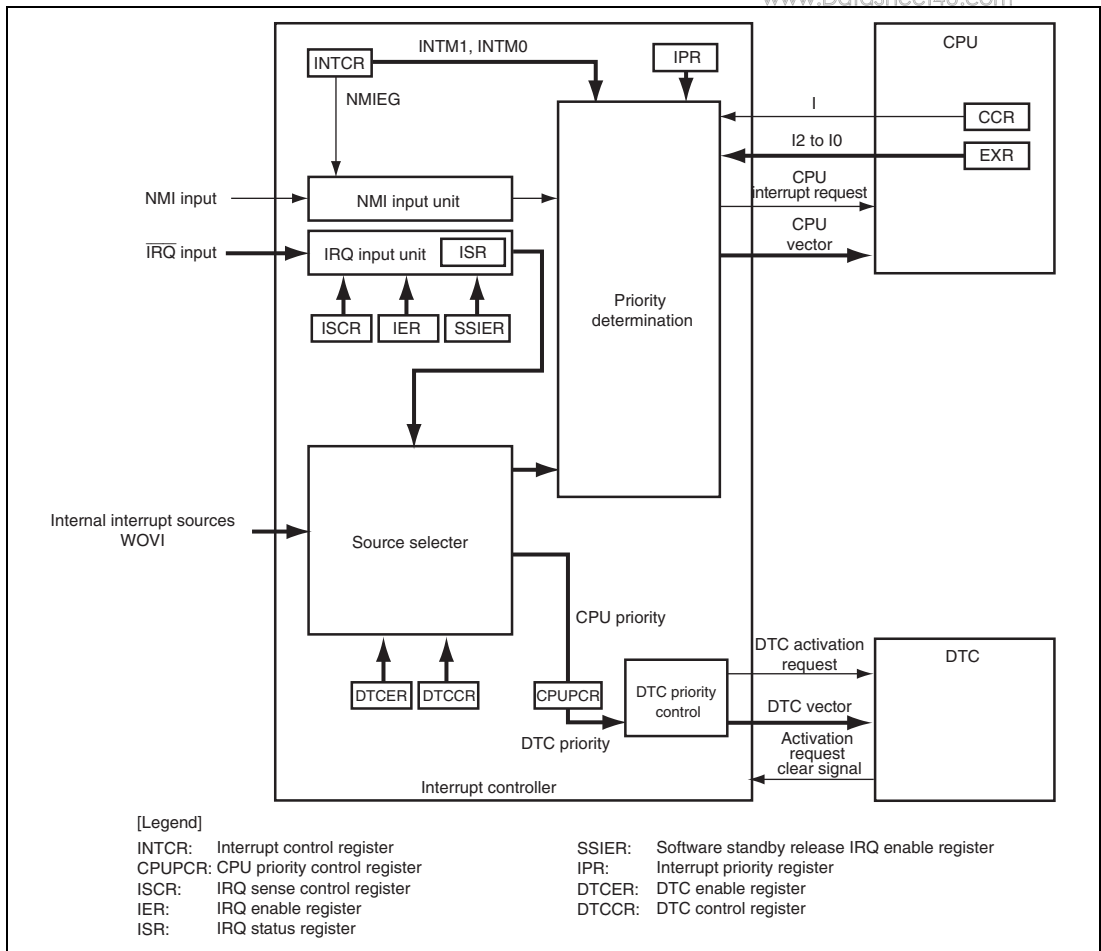 www.DataSheet4U.com
CPU
INTM1, INTM0
INTCR
IPR
NMIEG
I
CCR
I2 to I0
EXR
NMI input
NMI input unit
CPU
interrupt request
CPU
vector
IRQ input
IRQ input unit
ISR
Priority
determination
ISCR
IER
SSIER
Internal interrupt sources
WOVI
Source selecter
CPU priority
DTC activation
request
DTC
DTCER
DTCCR
CPUPCR
DTC priority
control
DTC vector
DTC priority
Activation
request
clear signal
Interrupt controller
[Legend]
INTCR: Interrupt control register
CPUPCR: CPU priority control register
ISCR: IRQ sense control register
IER: IRQ enable register
ISR: IRQ status register
SSIER: Software standby release IRQ enable register
IPR: Interrupt priority register
DTCER: DTC enable register
DTCCR: DTC control register